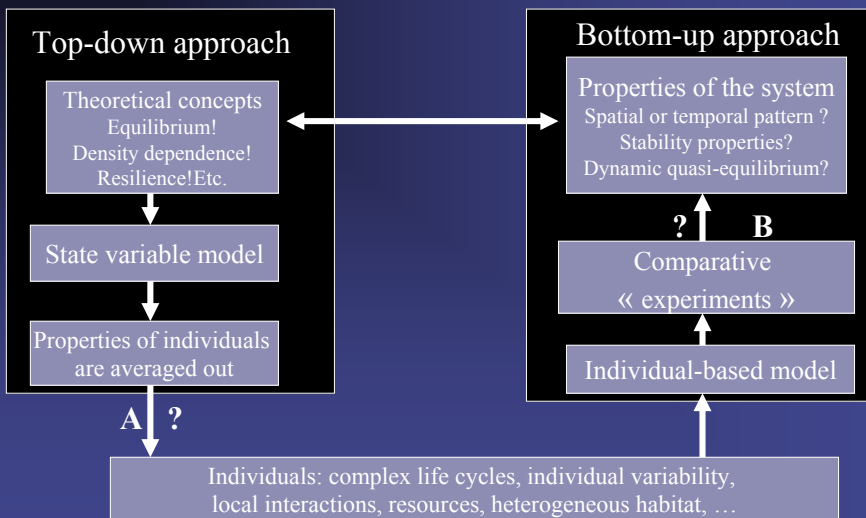 Top-down approach
Theoretical concepts
Equilibrium!
Density dependence!
Resilience!Etc.
State variable model
Properties of individuals
are averaged out
A ?
Bottom-up approach
Properties of the system
Spatial or temporal pattern ?
Stability properties?
Dynamic quasi-equilibrium?
? B
Comparative
« experiments »
Individual-based model
Individuals: complex life cycles, individual variability,
local interactions, resources, heterogeneous habitat, …